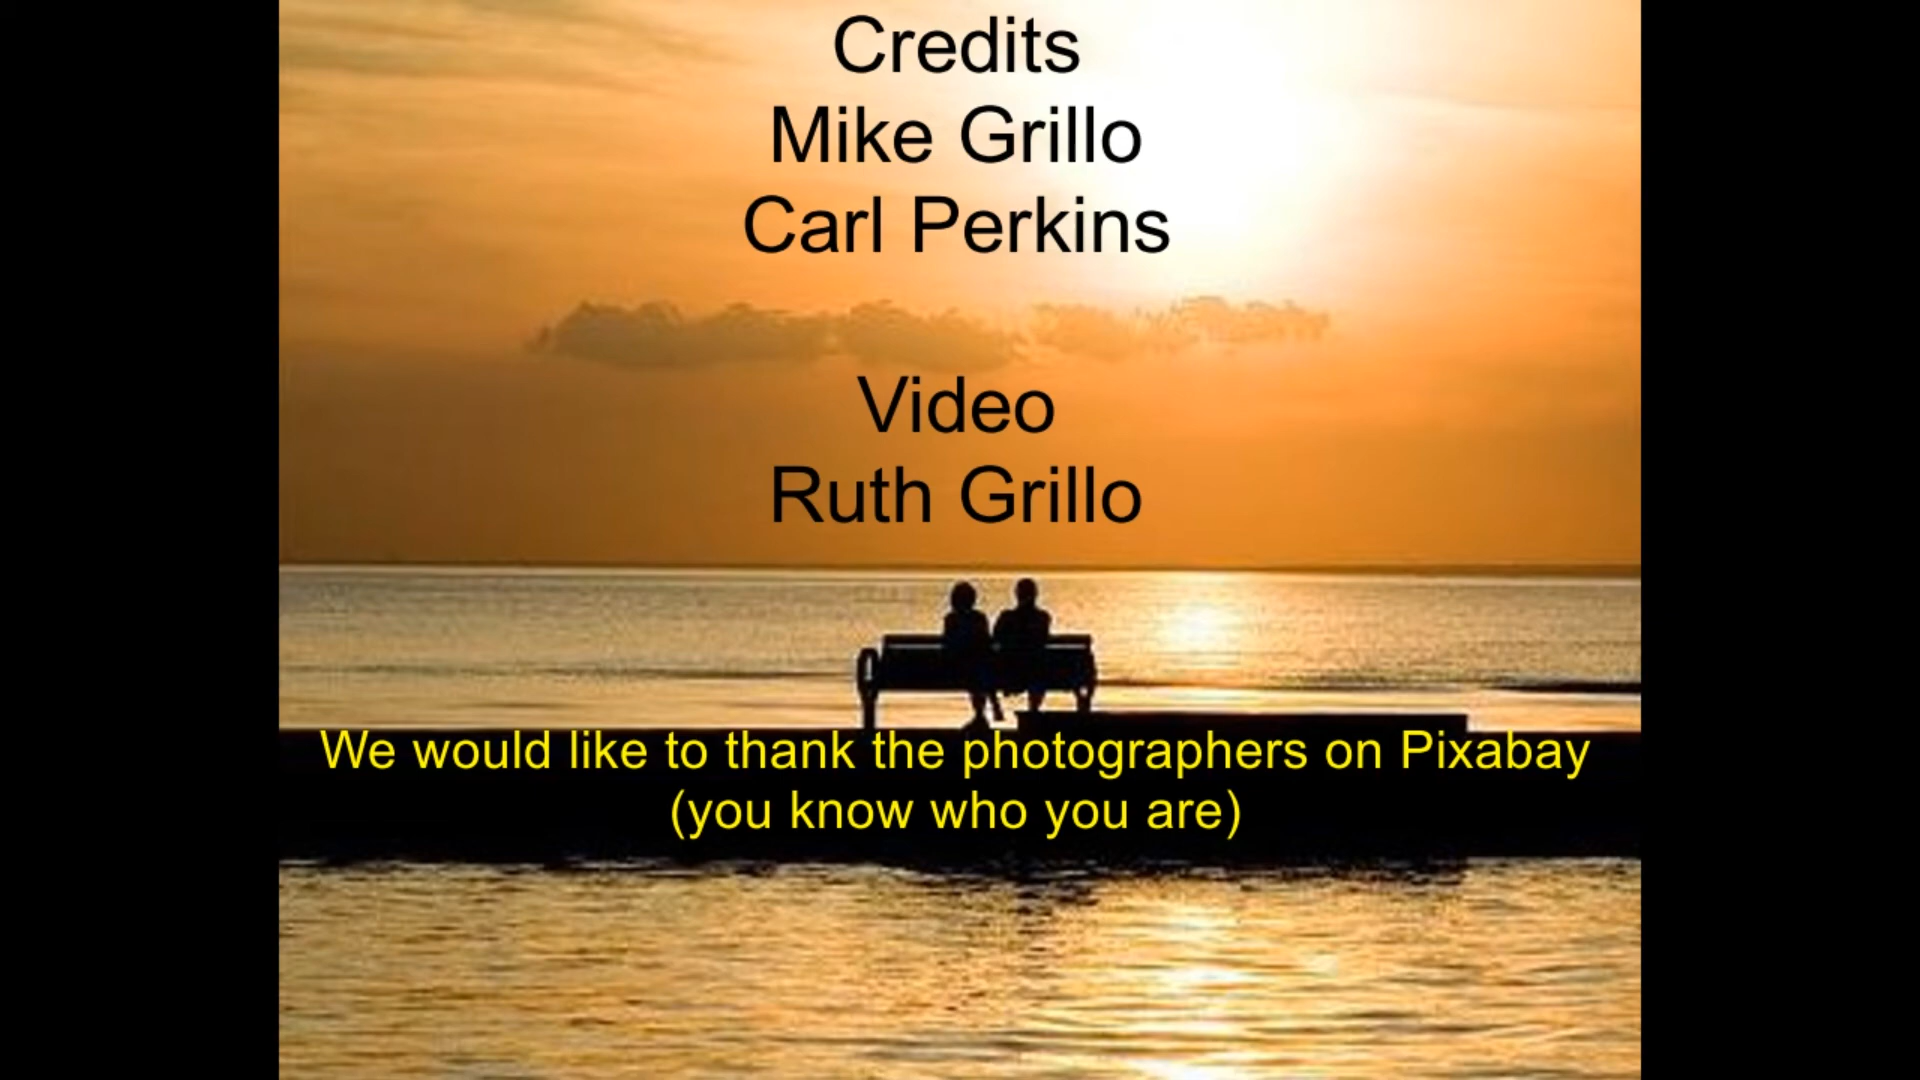 Credits
Mike Grillo
Carl Perkins
Video
Ruth Grillo
We would like to thank the photographers on Pixabay
(you know who you are)